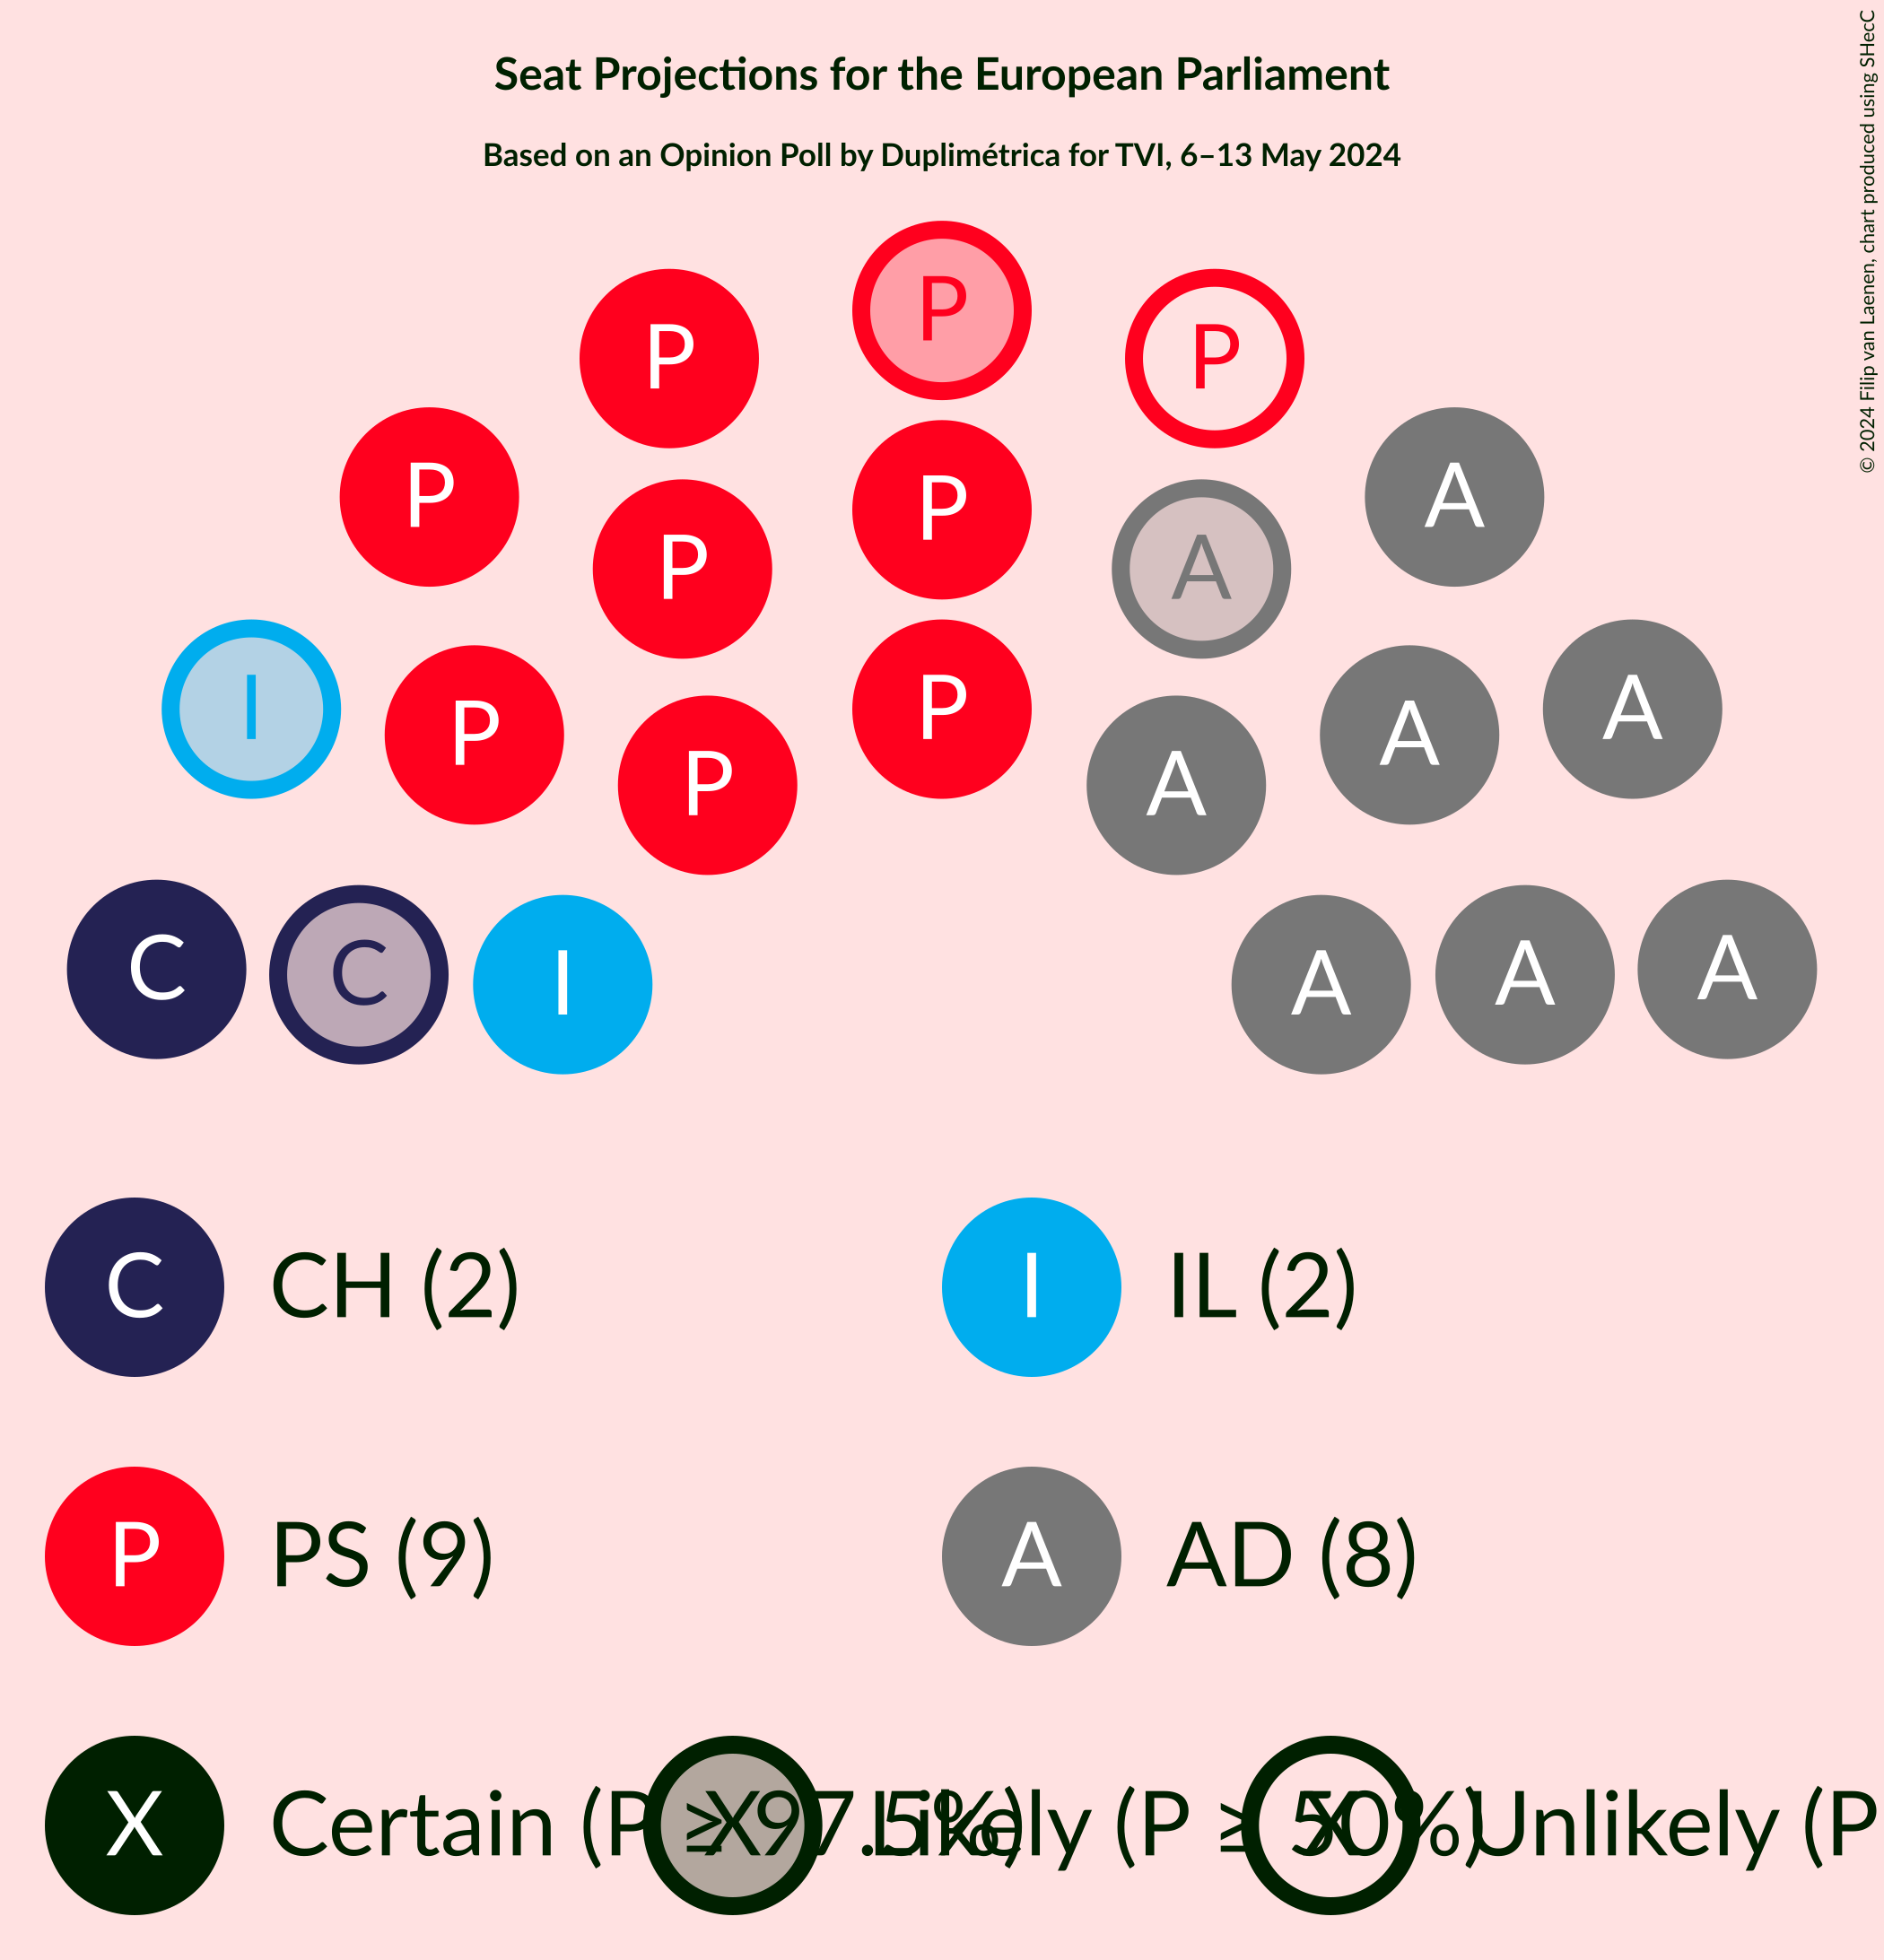 Seat Projections for the European Parliament
Based on an Opinion Poll by Duplimétrica for TVI, 6–13 May 2024
© 2024 Filip van Laenen, chart produced using SHecC
P
P P
P A
P
P A
I A
P A
P A
P A
C A
C A
I A
C CH (2) I IL (2)
P PS (9) A AD (8)
X Certain (P ≥ 97.5%) X Likely (P ≥ 50%) X Unlikely (P